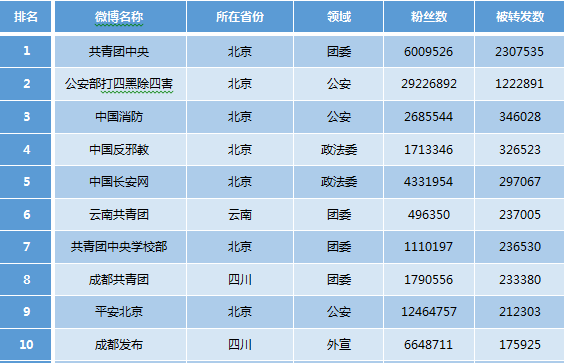 排名 微博名称 所在省份 领域 粉丝数 被转发数
1 共青团中央 北京 团委 6009526 2307535
2 公安部打四黑除四害 北京 公安 29226892 1222891
3 中国消防 北京 公安 2685544 346028
4 中国反邪教 北京 政法委 1713346 326523
5 中国长安网 北京 政法委 4331954 297067
6 云南共青团 云南 团委 496350 237005
7 共青团中央学校部 北京 团委 1110197 236530
8 成都共青团 四川 团委 1790556 233380
9 平安北京 北京 公安 12464757 212303
10 成都发布 四川 外宣 6648711 175925